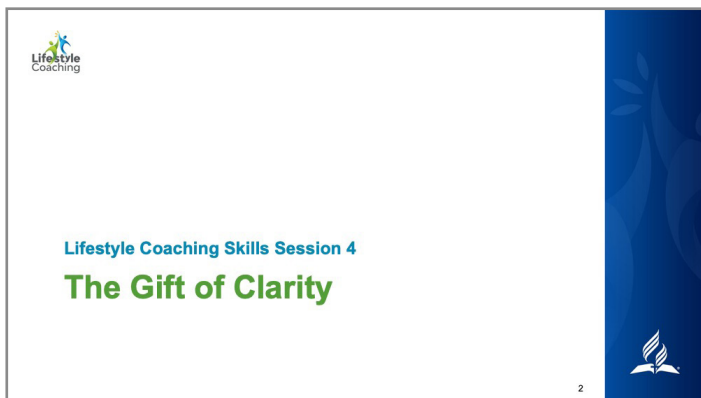 Lifestyle
Coaching
Lifestyle Coaching Skills Session 4
The Gift of Clarity
2